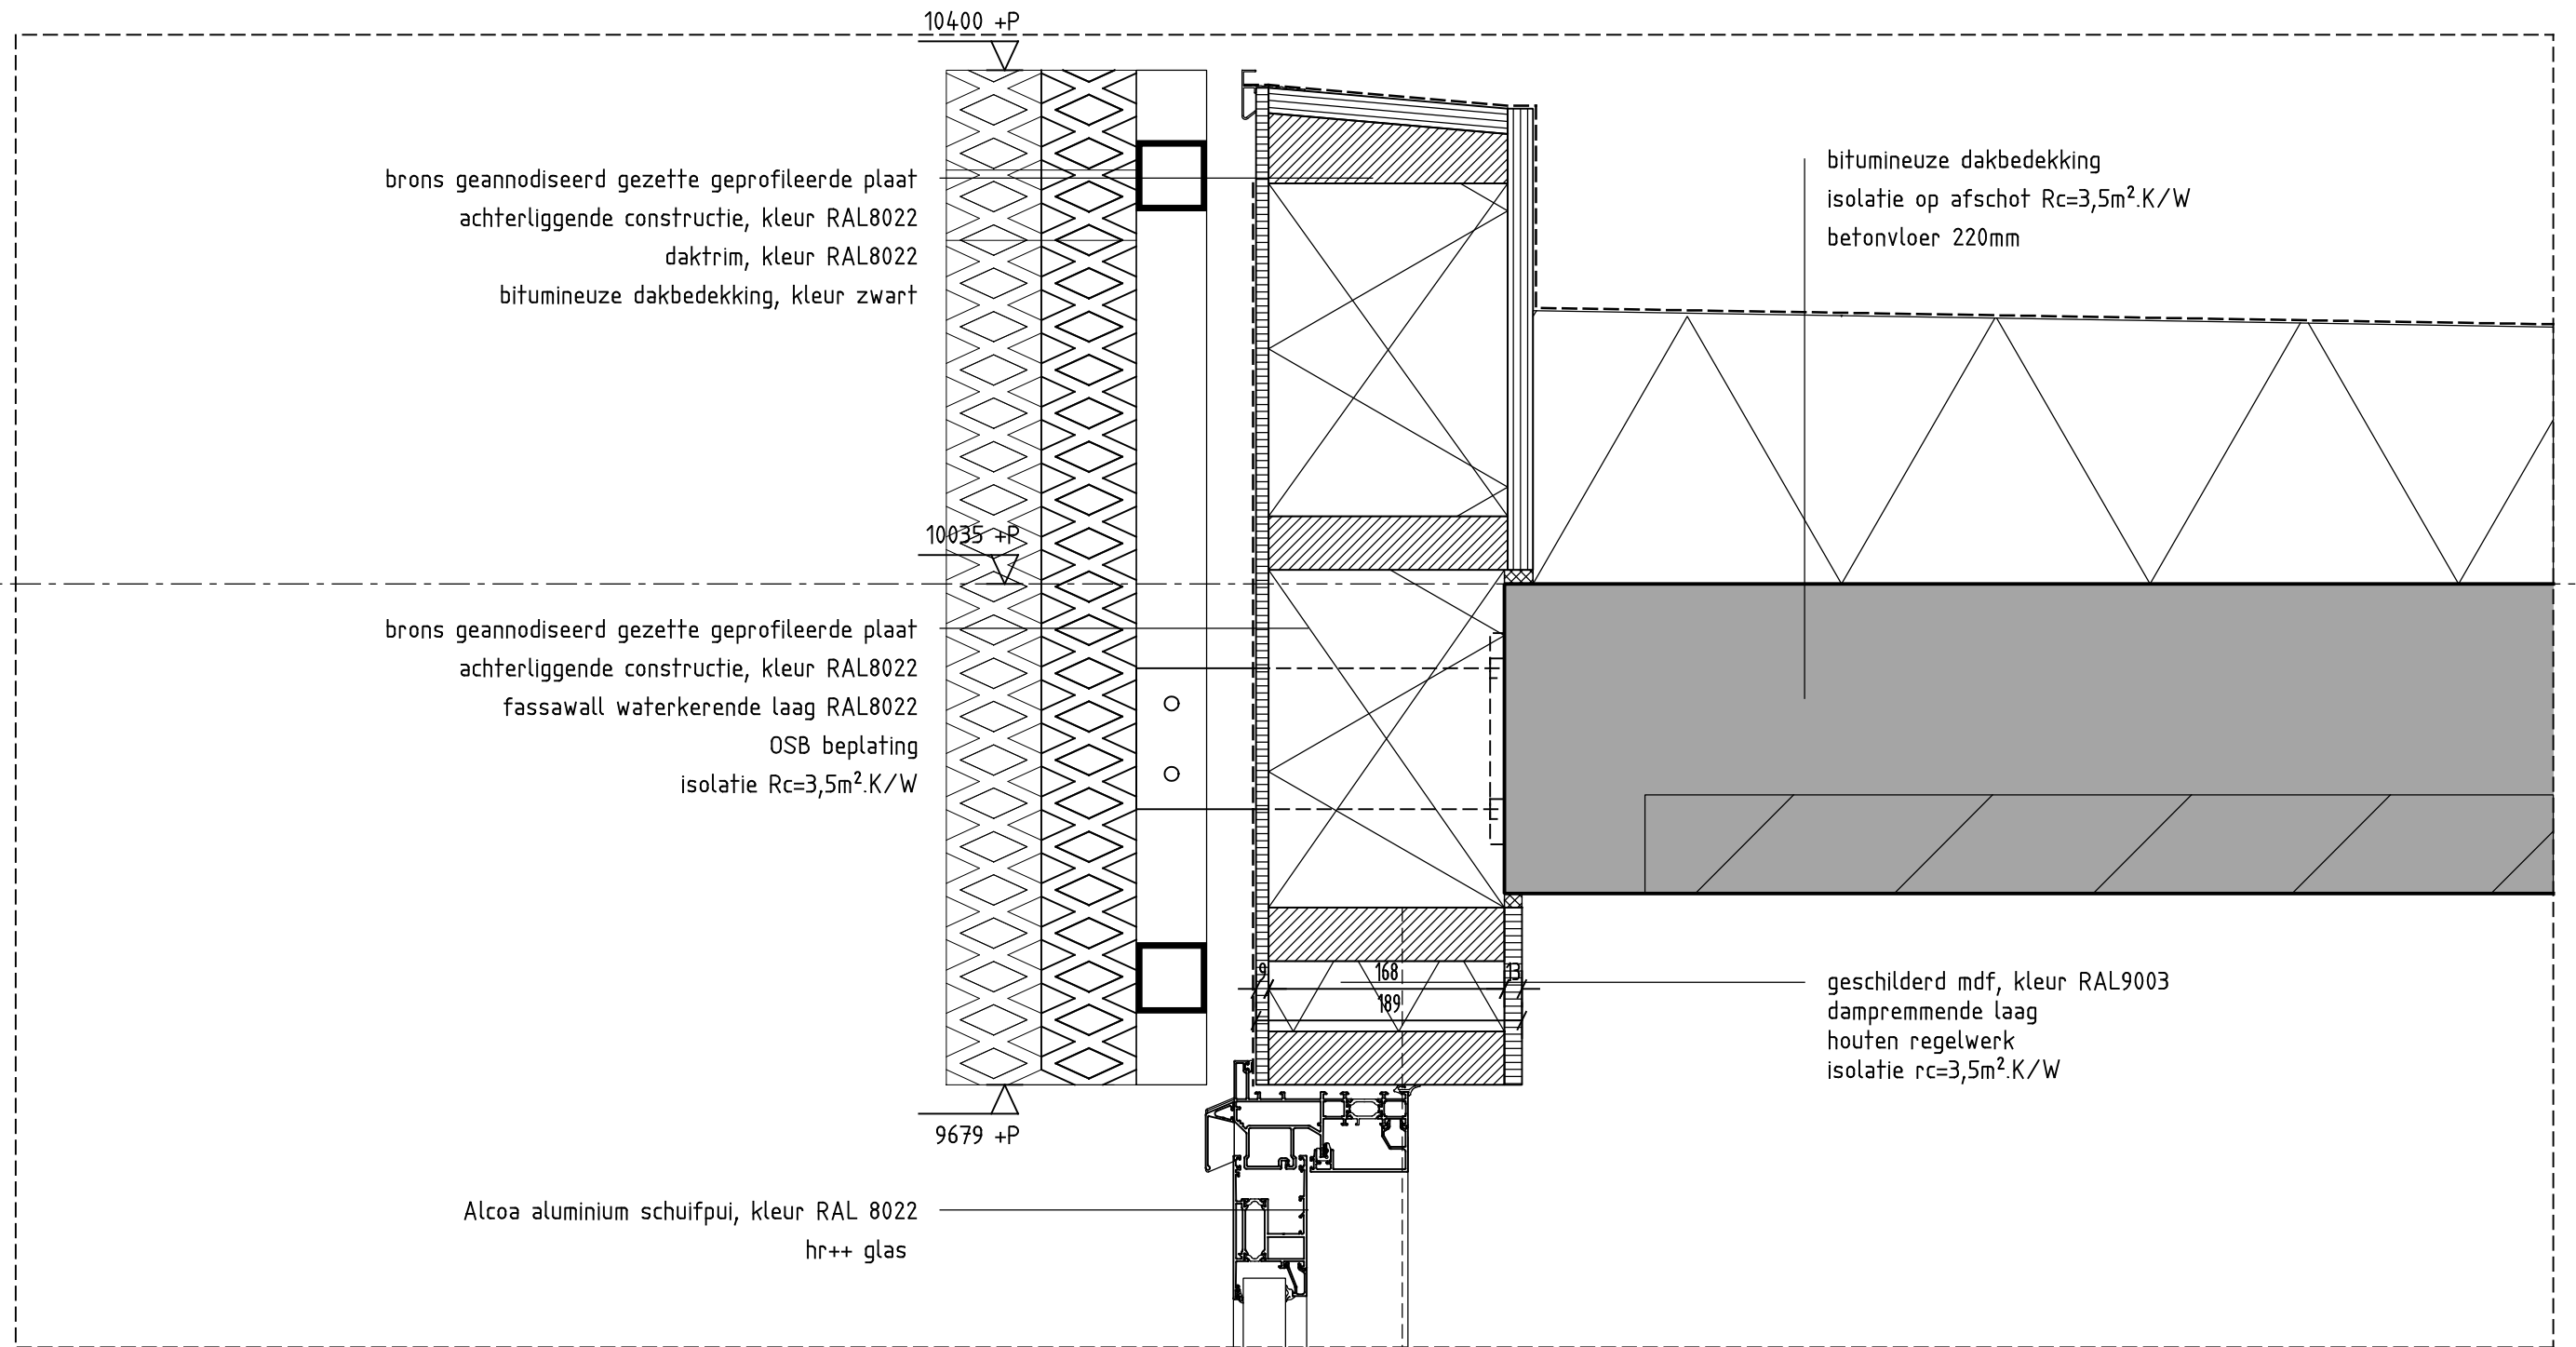 10400 +P
brons geannodiseerd gezette geprofileerde plaat
achterliggende constructie, kleur RAL8022
daktrim, kleur RAL8022
bitumineuze dakbedekking, kleur zwart
bitumineuze dakbedekking
isolatie op afschot Rc=3,5m².K/W
betonvloer 220mm
10035 +P
brons geannodiseerd gezette geprofileerde plaat
achterliggende constructie, kleur RAL8022
fassawall waterkerende laag RAL8022
OSB beplating
isolatie Rc=3,5m².K/W
9 168 13
189
geschilderd mdf, kleur RAL9003
dampremmende laag
houten regelwerk
isolatie rc=3,5m².K/W
9679 +P
Alcoa aluminium schuifpui, kleur RAL 8022
hr++ glas